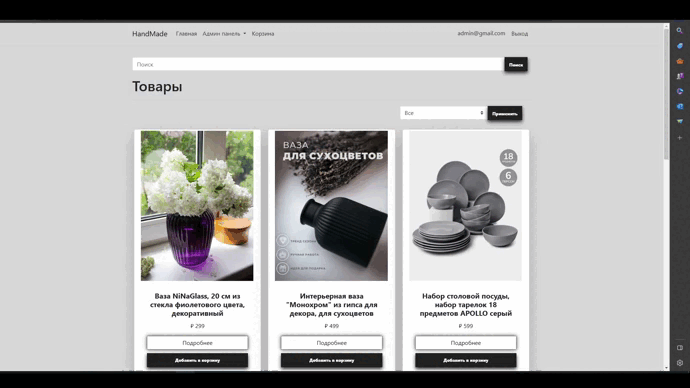 HandMade
Главная
Админ панель
Корзина
admin@gmail.com
Выход
Поиск
Поиск
Товары
Все
Применить
ВАЗА
ДЛЯ СУХОЦВЕТОВ
18
6
Ваза NiNaGlass, 20 см из
стекла фиолетового цвета,
декоративный
₽ 299
Подробнее
Добавить в корзину
Интерьерная ваза
"Монохром" из гипса для
декора, для сухоцветов
₽ 499
Подробнее
Добавить в корзину
Набор столовой посуды,
набор тарелок 18
предметов APOLLO серый
₽ 599
Подробнее
Добавить в корзину